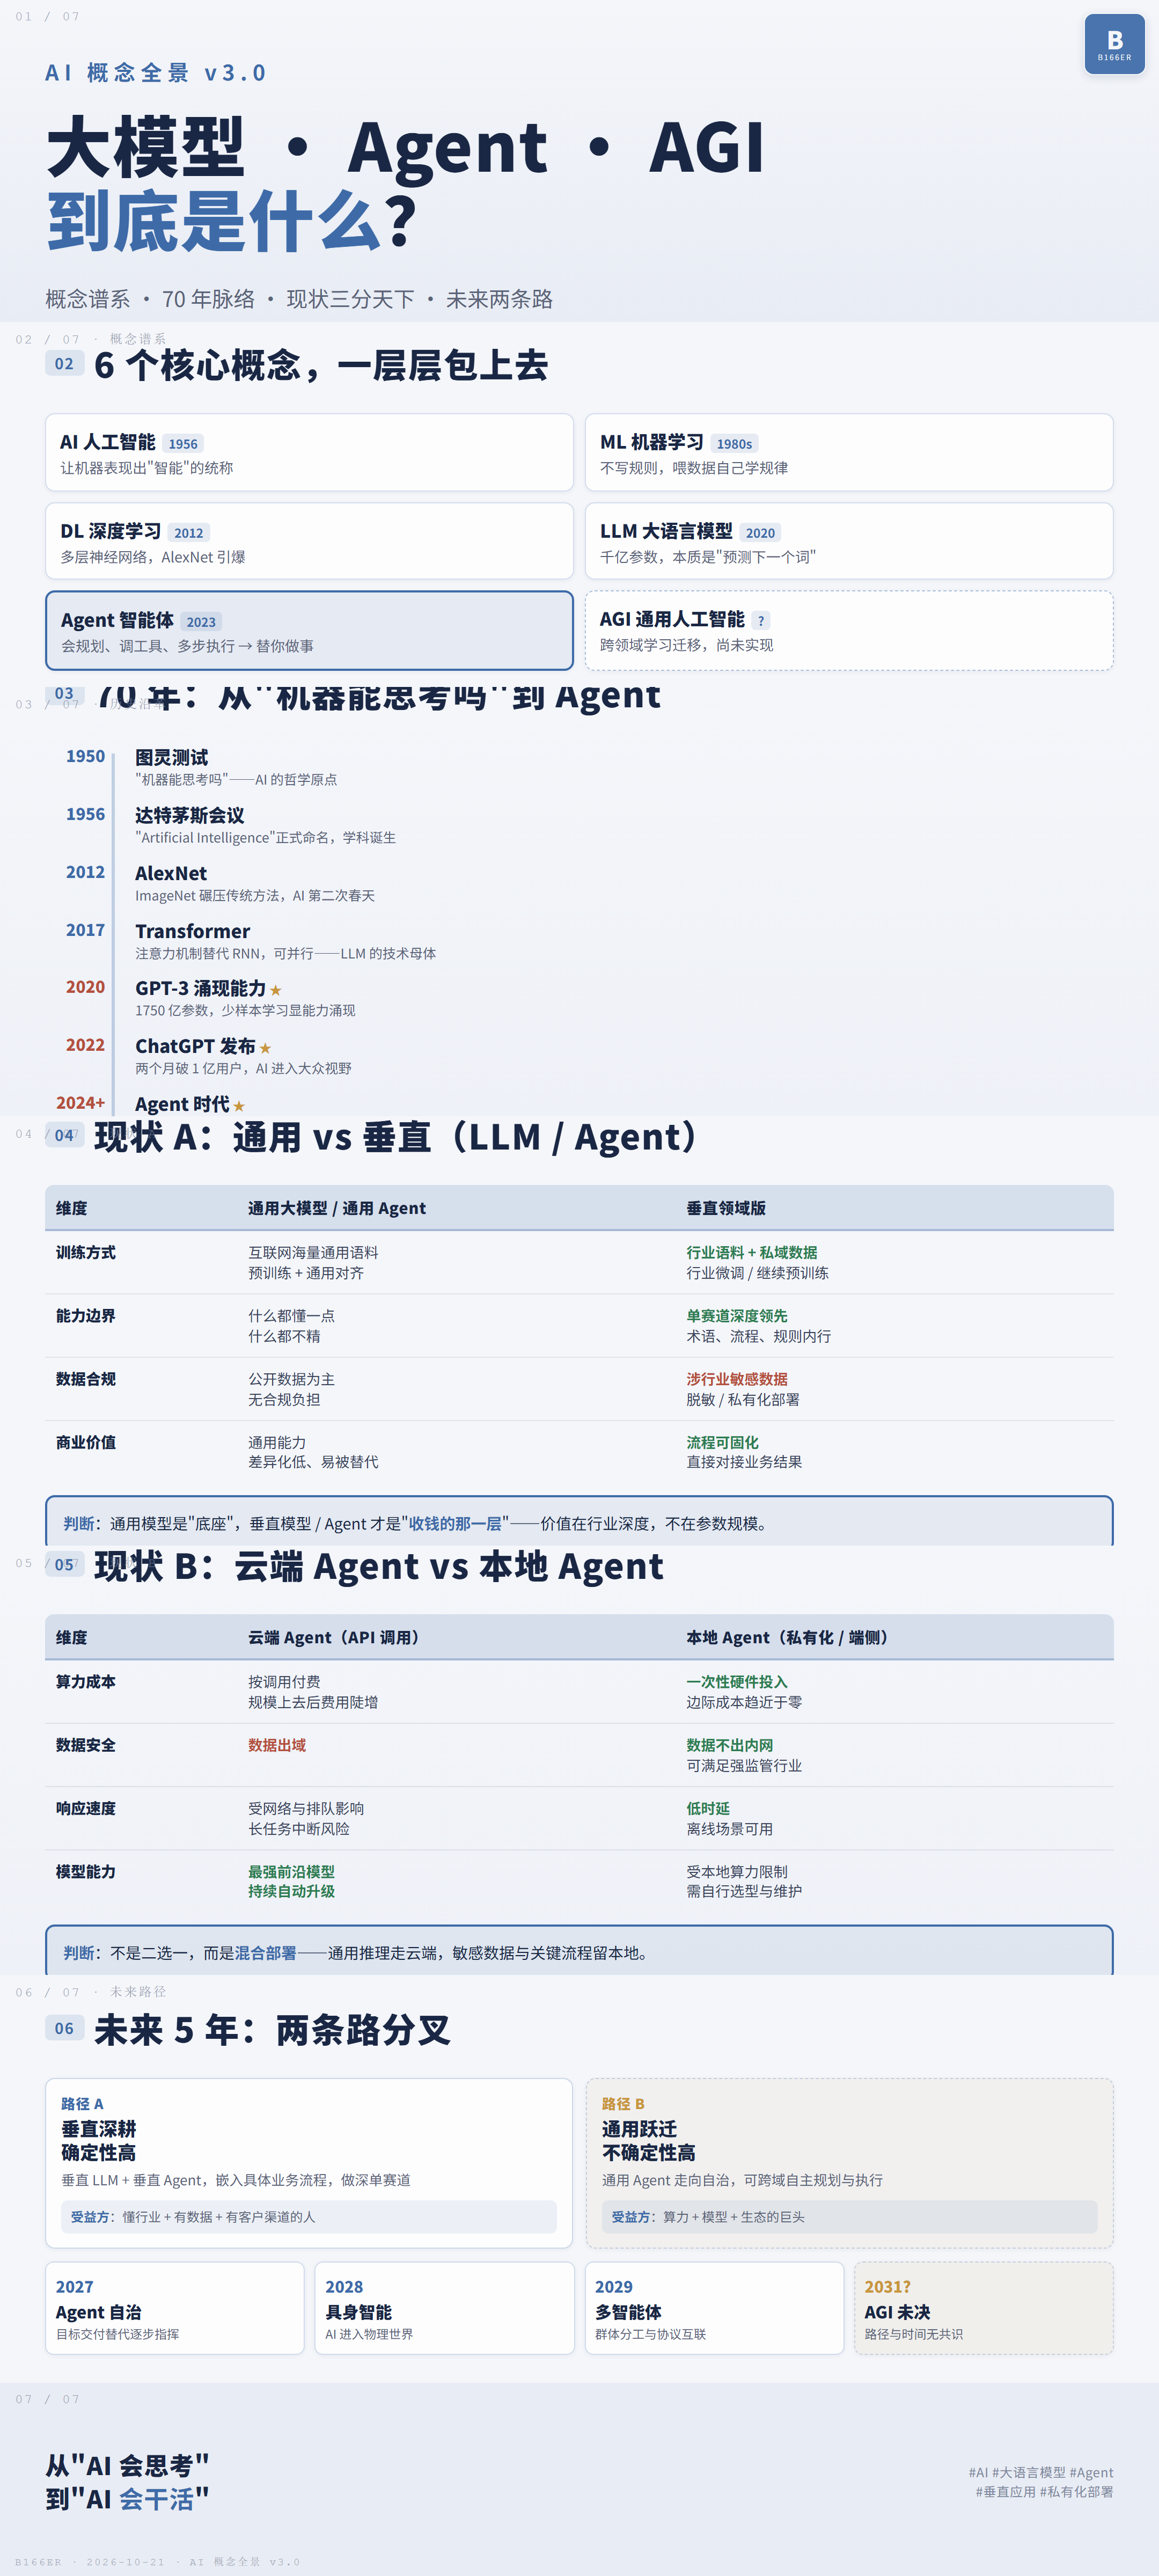 01 / 07
B
B166ER
AI 概念全景 v3.0
大模型 · Agent · AGI
到底是什么?
概念谱系 · 70 年脉络 · 现状三分天下 · 未来两条路
02 / 07 · 概念谱系
02 6 个核心概念，一层层包上去
AI 人工智能 1956
让机器表现出"智能"的统称
ML 机器学习 1980s
不写规则，喂数据自己学规律
DL 深度学习 2012
多层神经网络，AlexNet 引爆
LLM 大语言模型 2020
千亿参数，本质是"预测下一个词"
Agent 智能体 2023
会规划、调工具、多步执行 → 替你做事
AGI 通用人工智能 ?
跨领域学习迁移，尚未实现
03 70 年：从"机器能思考吗"到 Agent
03 / 07 · 历史沿革
1950 图灵测试
"机器能思考吗"——AI 的哲学原点
1956 达特茅斯会议
"Artificial Intelligence"正式命名，学科诞生
2012 AlexNet
ImageNet 碾压传统方法，AI 第二次春天
2017 Transformer
注意力机制替代 RNN，可并行——LLM 的技术母体
2020 GPT-3 涌现能力 ★
1750 亿参数，少样本学习显能力涌现
2022 ChatGPT 发布 ★
两个月破 1 亿用户，AI 进入大众视野
2024+ Agent 时代 ★
04 / 07
04 现状 A：通用 vs 垂直（LLM / Agent）
维度 通用大模型 / 通用 Agent 垂直领域版
训练方式 互联网海量通用语料 行业语料 + 私域数据
预训练 + 通用对齐 行业微调 / 继续预训练
能力边界 什么都懂一点 单赛道深度领先
什么都不精 术语、流程、规则内行
数据合规 公开数据为主 涉行业敏感数据
无合规负担 脱敏 / 私有化部署
商业价值 通用能力 流程可固化
差异化低、易被替代 直接对接业务结果
判断：通用模型是"底座"，垂直模型 / Agent 才是"收钱的那一层"——价值在行业深度，不在参数规模。
05 / 07
05 现状 B：云端 Agent vs 本地 Agent
维度 云端 Agent（API 调用） 本地 Agent（私有化 / 端侧）
算力成本 按调用付费 一次性硬件投入
规模上去后费用陡增 边际成本趋近于零
数据安全 数据出域 数据不出内网
可满足强监管行业
响应速度 受网络与排队影响 低时延
长任务中断风险 离线场景可用
模型能力 最强前沿模型 受本地算力限制
持续自动升级 需自行选型与维护
判断：不是二选一，而是混合部署——通用推理走云端，敏感数据与关键流程留本地。
06 / 07 · 未来路径
06 未来 5 年：两条路分叉
路径 A
垂直深耕
确定性高
垂直 LLM + 垂直 Agent，嵌入具体业务流程，做深单赛道
受益方：懂行业 + 有数据 + 有客户渠道的人
路径 B
通用跃迁
不确定性高
通用 Agent 走向自治，可跨域自主规划与执行
受益方：算力 + 模型 + 生态的巨头
2027
Agent 自治
目标交付替代逐步指挥
2028
具身智能
AI 进入物理世界
2029
多智能体
群体分工与协议互联
2031?
AGI 未决
路径与时间无共识
07 / 07
从"AI 会思考"
到"AI 会干活"
#AI #大语言模型 #Agent
#垂直应用 #私有化部署
B166ER · 2026-10-21 · AI 概念全景 v3.0